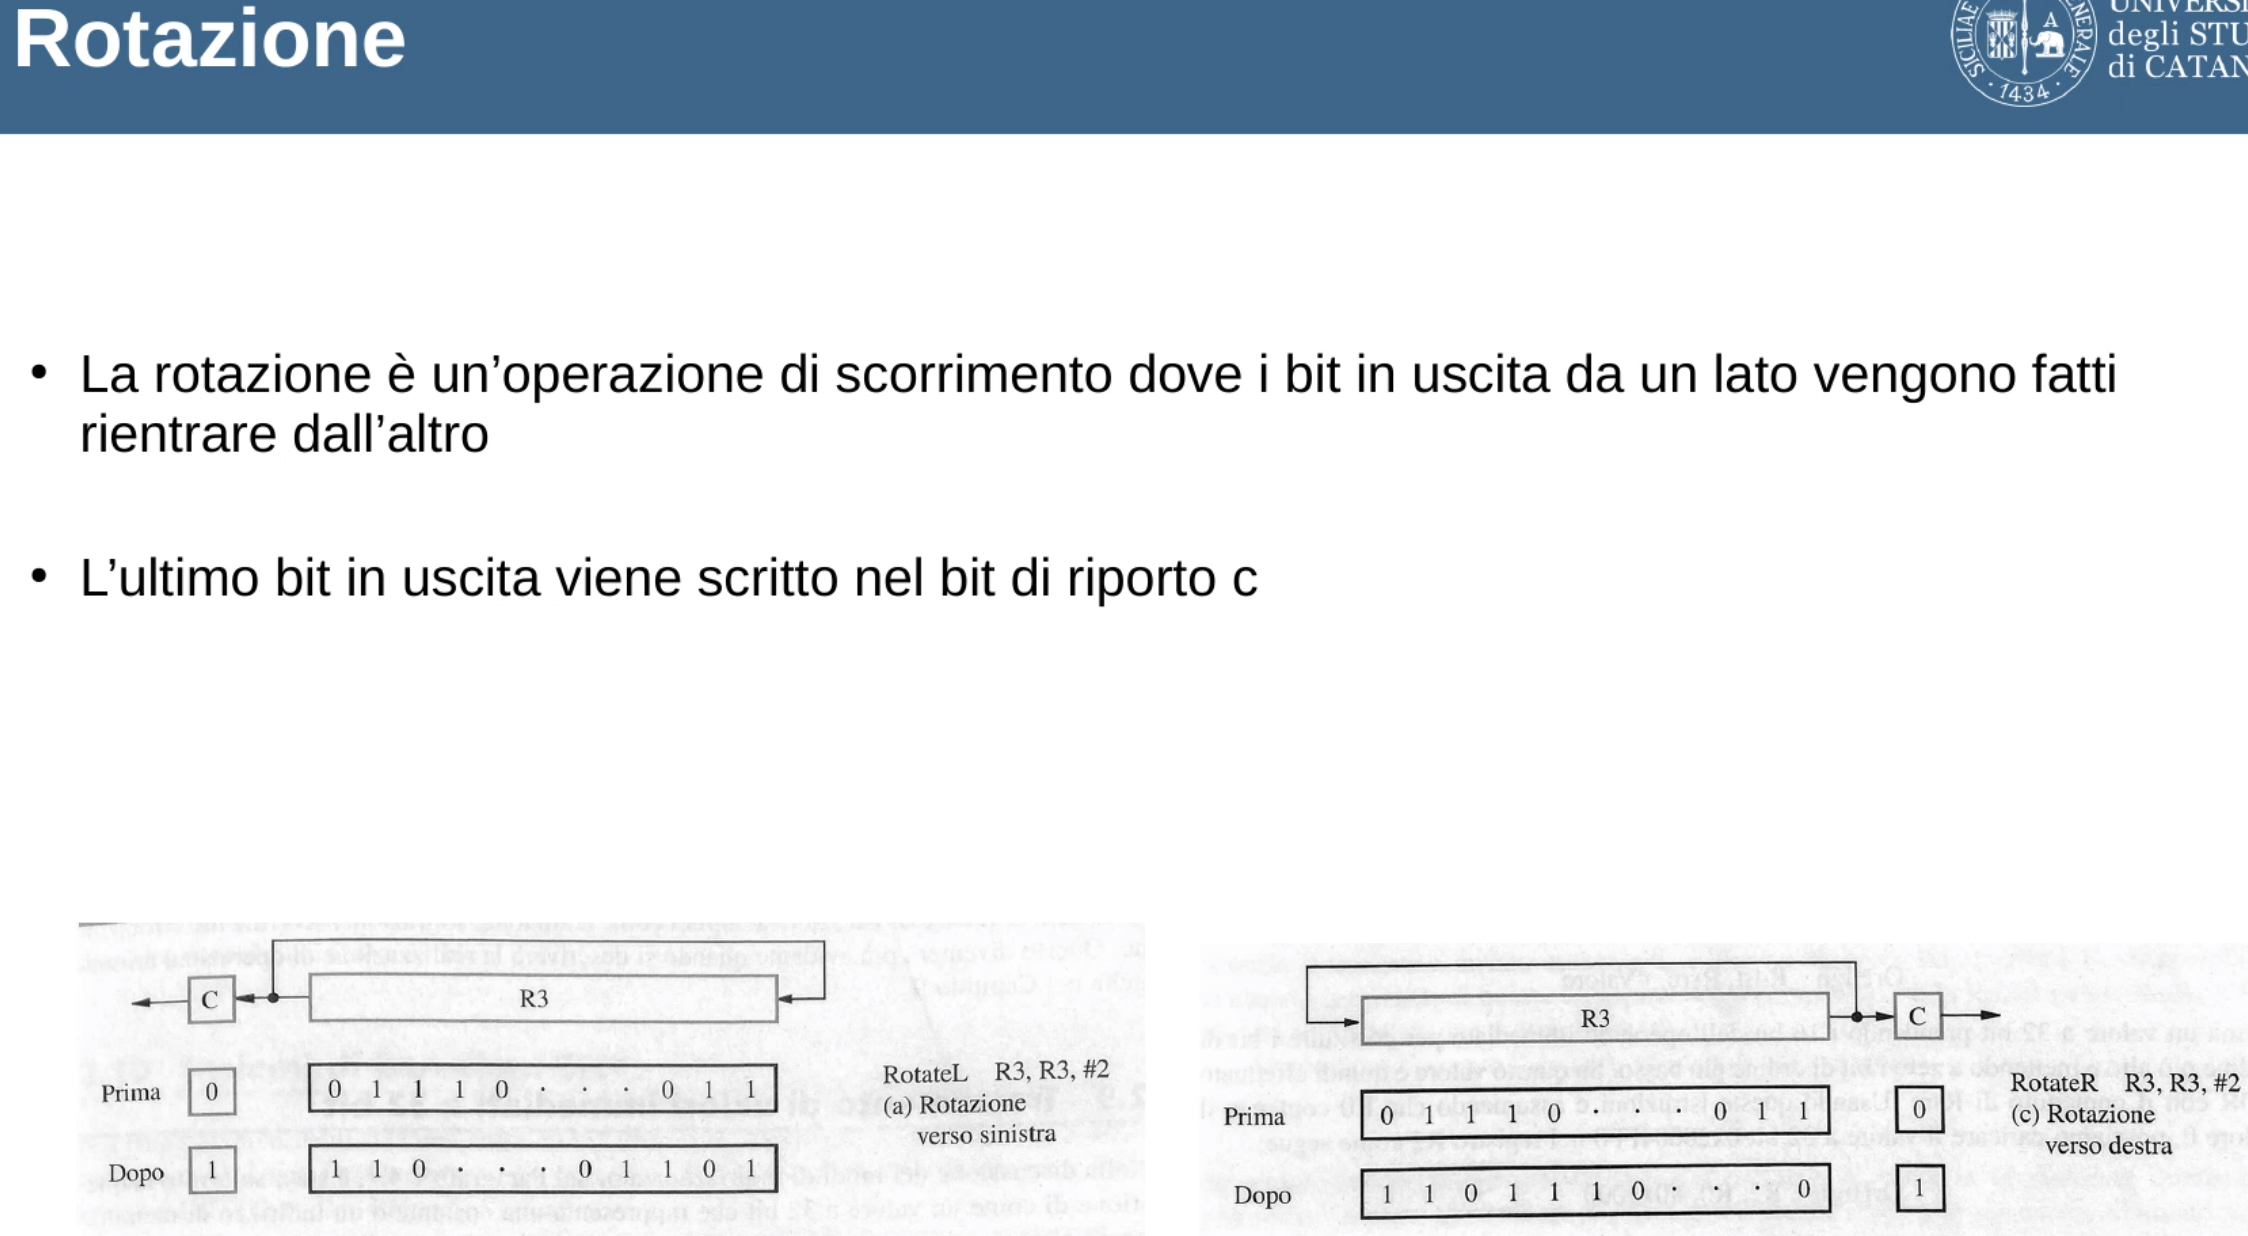 Rotazione
SICILIAE
GENERALE
A
· 1434 ·
degli STU
di CATAN
• La rotazione è un’operazione di scorrimento dove i bit in uscita da un lato vengono fatti
rientrare dall’altro
• L’ultimo bit in uscita viene scritto nel bit di riporto c
C R3
Prima 0 0 1 1 1 0 · · · 0 1 1
Dopo 1 1 1 0 · · · 0 1 1 0 1
RotateL R3, R3, #2
(a) Rotazione
verso sinistra
R3 C
Prima 0 1 1 1 0 · · · 0 1 1 0
Dopo 1 1 0 1 1 1 0 · · · 0 1
RotateR R3, R3, #2
(c) Rotazione
verso destra